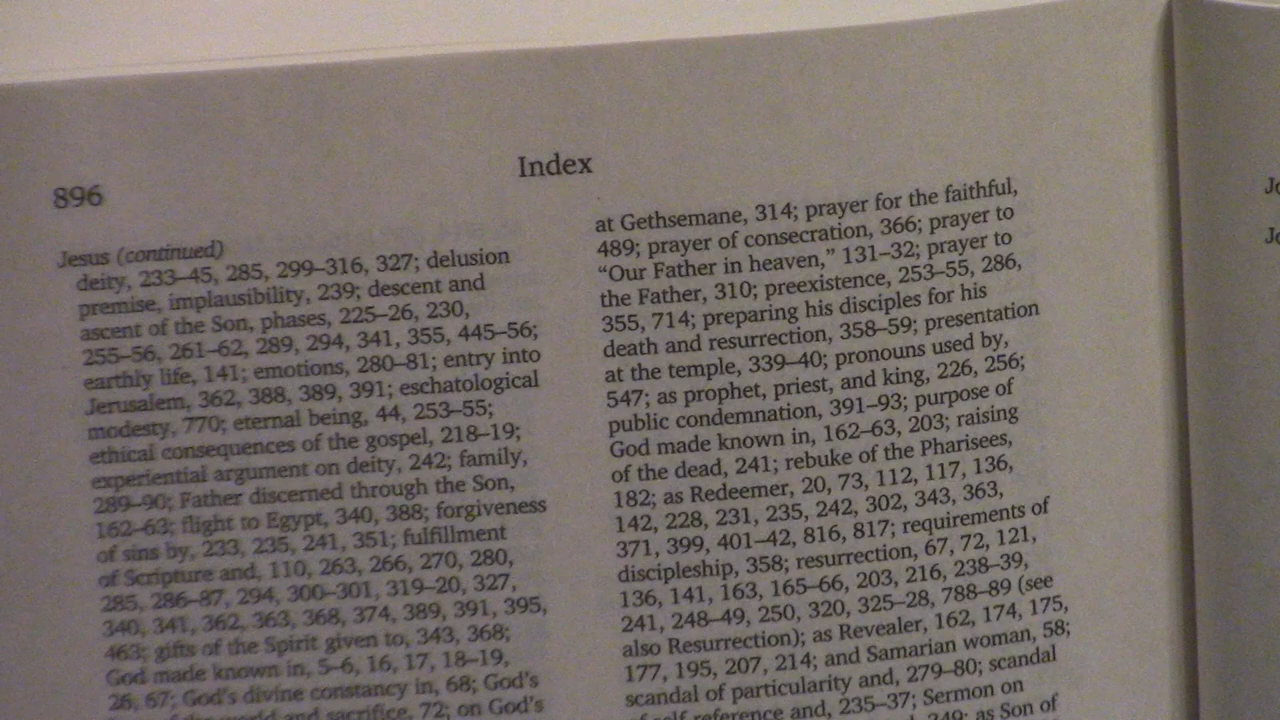 896
Index
Jesus (continued)
deity, 233–45, 285, 299–316, 327; delusion
premise, implausibility, 239; descent and
ascent of the Son, phases, 225–26, 230,
255–56, 261–62, 289, 294, 341, 355, 445–56;
earthly life, 141; emotions, 280–81; entry into
Jerusalem, 362, 388, 389, 391; eschatological
modesty, 770; eternal being, 44, 253–55;
ethical consequences of the gospel, 218–19;
experiential argument on deity, 242; family,
289–90; Father discerned through the Son,
162–63; flight to Egypt, 340, 388; forgiveness
of sins by, 233, 235, 241, 351; fulfillment
of Scripture and, 110, 263, 266, 270, 280,
285, 286–87, 294, 300–301, 319–20, 327,
340, 341, 362, 363, 368, 374, 389, 391, 395,
463; gifts of the Spirit given to, 343, 368;
God made known in, 5–6, 16, 17, 18–19,
26, 67; God's divine constancy in, 68; God's
world and sacrifice, 72; on God's
at Gethsemane, 314; prayer for the faithful,
489; prayer of consecration, 366; prayer to
“Our Father in heaven,” 131–32; prayer to
the Father, 310; preexistence, 253–55, 286,
355, 714; preparing his disciples for his
death and resurrection, 358–59; presentation
at the temple, 339–40; pronouns used by,
547; as prophet, priest, and king, 226, 256;
public condemnation, 391–93; purpose of
God made known in, 162–63, 203; raising
of the dead, 241; rebuke of the Pharisees,
182; as Redeemer, 20, 73, 112, 117, 136,
142, 228, 231, 235, 242, 302, 343, 363,
371, 399, 401–42, 816, 817; requirements of
discipleship, 358; resurrection, 67, 72, 121,
136, 141, 163, 165–66, 203, 216, 238–39,
241, 248–49, 250, 320, 325–28, 788–89 (see
also Resurrection); as Revealer, 162, 174, 175,
177, 195, 207, 214; and Samarian woman, 58;
scandal of particularity and, 279–80; scandal
of self-reference and, 235–37; Sermon on
349; as Son of